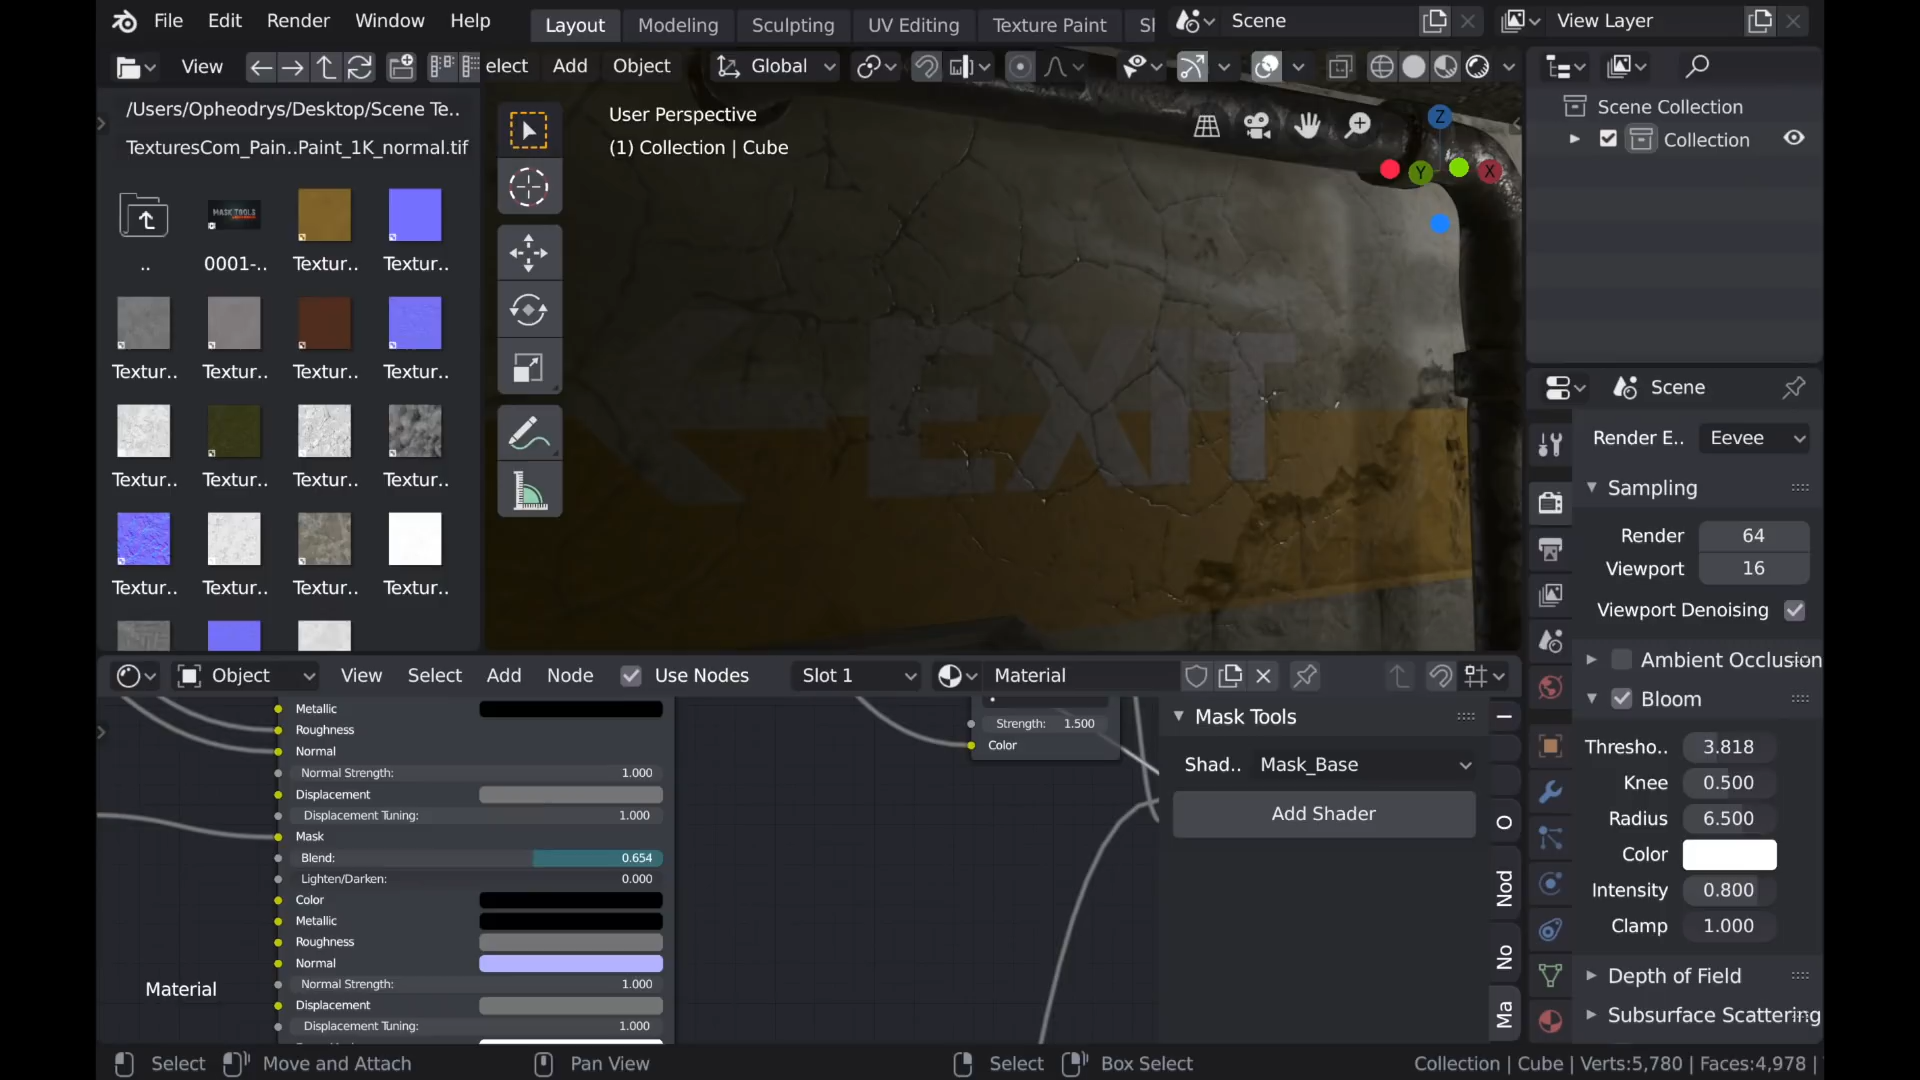 File Edit Render Window Help Layout Modeling Sculpting UV Editing Texture Paint Scene View Layer
View elect Add Object Global
/Users/Opheodrys/Desktop/Scene Te..
TexturesCom_Pain..Paint_1K_normal.tif
MASK TOOLS
.. 0001-.. Textur.. Textur..
Textur.. Textur.. Textur.. Textur..
Textur.. Textur.. Textur.. Textur..
Textur.. Textur.. Textur.. Textur..
User Perspective
(1) Collection | Cube
Z
Y X
EXIT
Scene Collection
Collection
Scene
Render E.. Eevee
Sampling
Render 64
Viewport 16
Viewport Denoising
Ambient Occlusion
Bloom
Thresho.. 3.818
Knee 0.500
Radius 6.500
Color
Intensity 0.800
Clamp 1.000
Depth of Field
Subsurface Scattering
Object View Select Add Node Use Nodes Slot 1 Material
Metallic
Roughness
Normal
Normal Strength: 1.000
Displacement
Displacement Tuning: 1.000
Mask
Blend: 0.654
Lighten/Darken: 0.000
Color
Metallic
Roughness
Normal
Normal Strength: 1.000
Displacement
Displacement Tuning: 1.000
Material
Strength: 1.500
Color
Mask Tools
Shad.. Mask_Base
Add Shader
O
Nod
No
Ma
Select Move and Attach Pan View Select Box Select Collection | Cube | Verts:5,780 | Faces:4,978 |